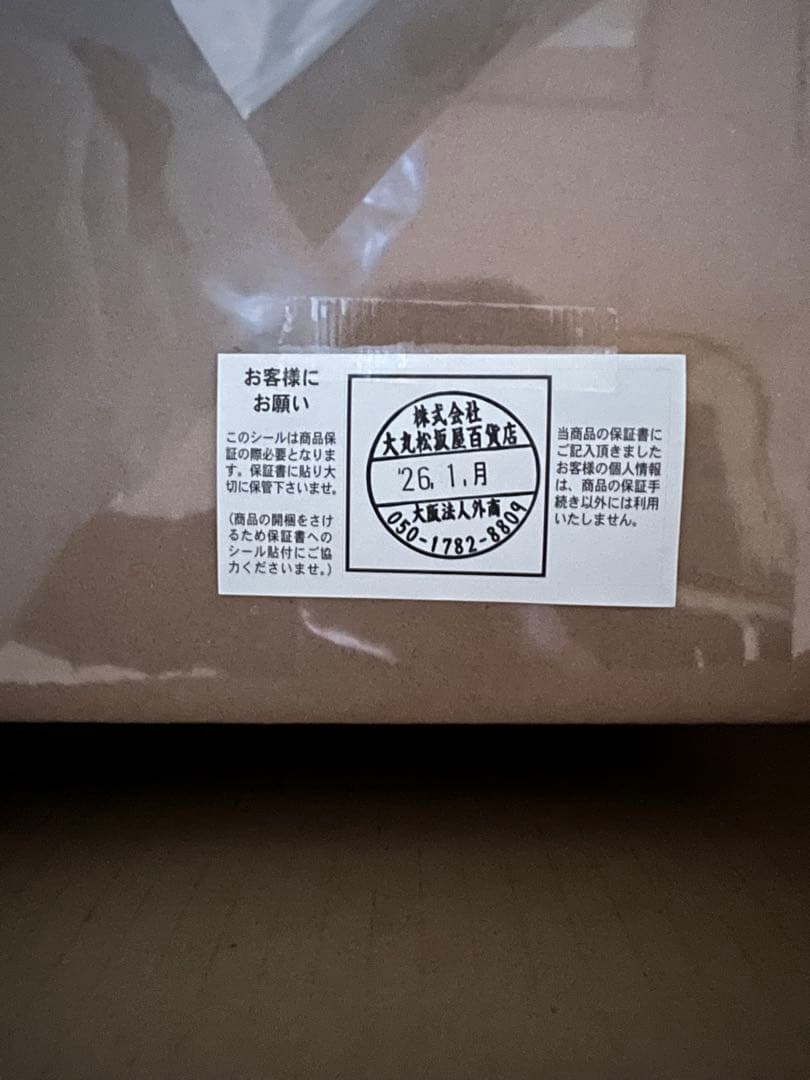 お客様に
お願い
このシールは商品保
証の際必要となりま
す。保証書に貼り大
切に保管下さいませ。
(商品の開梱をさけ
るため保証書への
シール貼付にご協
力くださいませ。)
株式会社
大丸松坂屋百貨店
'26.1.月
大阪法人外商
050-1782-8809
当商品の保証書に
ご記入頂きました
お客様の個人情報
は、商品の保証手
続き以外には利用
いたしません。